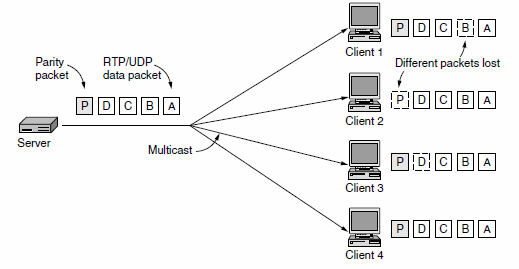 Parity
packet
RTP/UDP
data packet
P D C B A
Server
Multicast
Client 1
P D C B A
Different packets lost
Client 2
P D C B A
Client 3
P D C B A
Client 4
P D C B A